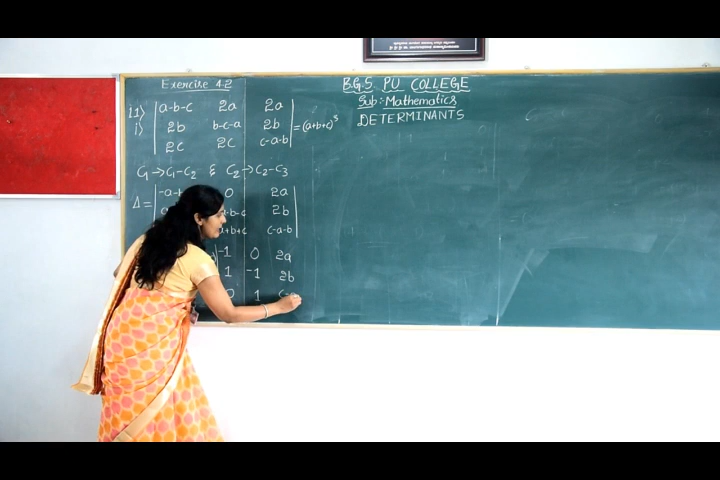 Exercise 4.2
11) | a-b-c 2a 2a |
i) | 2b b-c-a 2b | = (a+b+c)³
| 2c 2c c-a-b |
C₁→C₁-C₂ & C₂→C₂-C₃
Δ = 0 2a
2b
c-a-b
-1 0 2a
1 -1 2b
0 1
B.G.S PU COLLEGE
Sub:-Mathematics
DETERMINANTS